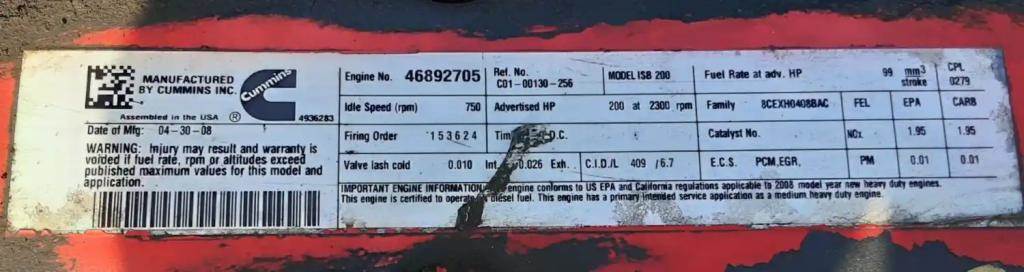 MANUFACTURED
BY CUMMINS INC.
Cummins
Assembled in the USA ® 4936283
Date of Mfg: 04-30-08
WARNING: Injury may result and warranty is
voided if fuel rate, rpm or altitudes exceed
published maximum values for this model and
application.
Engine No. 46892705 Ref. No. C01-00130-256 MODEL ISB 200 Fuel Rate at adv. HP 99 mm3 stroke CPL 0279
Idle Speed (rpm) 750 Advertised HP 200 at 2300 rpm Family 8CEXH0408BAC FEL EPA CARB
Firing Order 153624 D.C. Catalyst No. NOx 1.95 1.95
Valve lash cold 0.010 Int. 0.026 Exh. C.I.D./L 409 /6.7 E.C.S. PCM,EGR, PM 0.01 0.01
IMPORTANT ENGINE INFORMATION engine conforms to US EPA and California regulations applicable to 2008 model year new heavy duty engines.
This engine is certified to operate diesel fuel. This engine has a primary intended service application as a medium heavy duty engine.